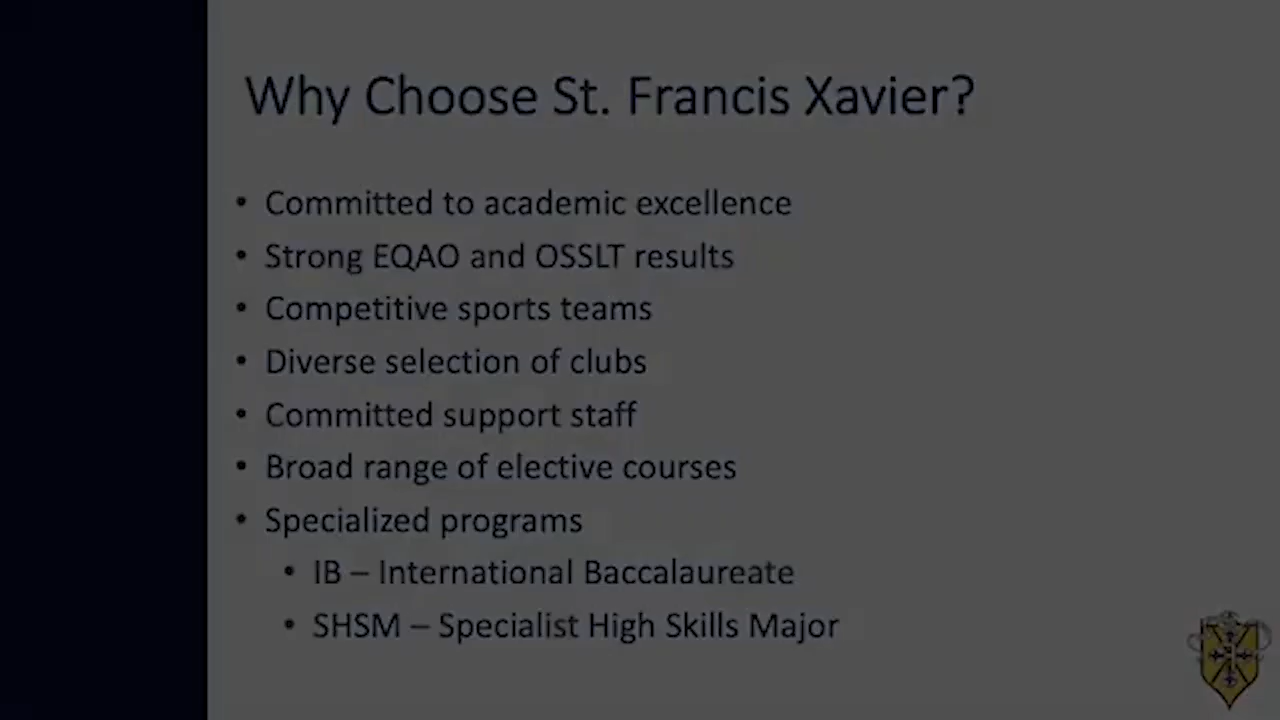 Why Choose St. Francis Xavier?
• Committed to academic excellence
• Strong EQAO and OSSLT results
• Competitive sports teams
• Diverse selection of clubs
• Committed support staff
• Broad range of elective courses
• Specialized programs
• IB – International Baccalaureate
• SHSM – Specialist High Skills Major